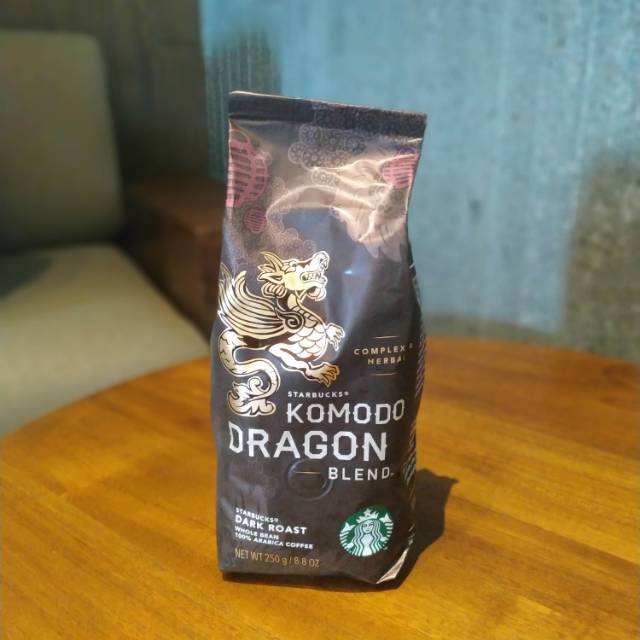 COMPLEX &
HERBAL
STARBUCKS®
KOMODO
DRAGON
BLEND
STARBUCKS®
DARK ROAST
WHOLE BEAN
100% ARABICA COFFEE
NET WT 250 g / 8.8 OZ